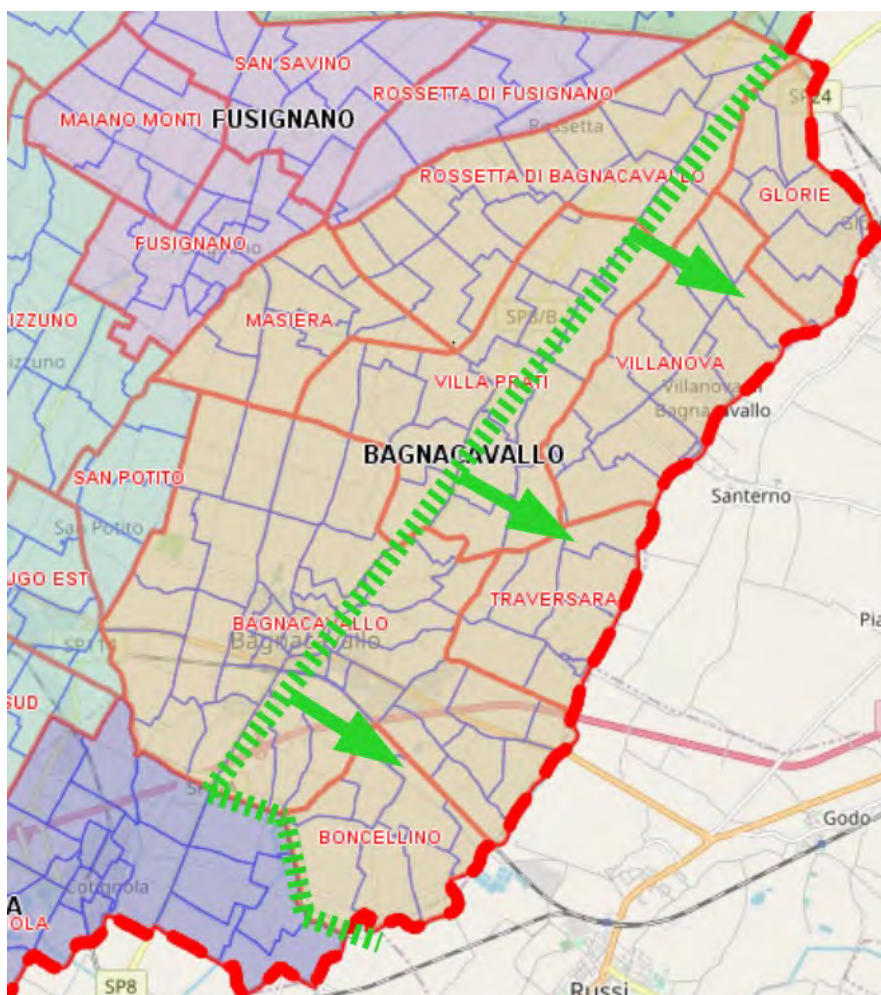 SAN SAVINO
ROSSETTA DI FUSIGNANO
SP24
MAIANO MONTI
FUSIGNANO
Rossetta
ROSSETTA DI BAGNACAVALLO
GLORIE
FUSIGNANO
IZZUNO
MASIERA
SP8/B
VILLA PRATI
VILLANOVA
Villanova di
Bagnacavallo
BAGNACAVALLO
SAN POTITO
Santerno
San Potito
UGO EST
TRAVERSARA
BAGNACAVALLO
Bagnacavallo
SUD
BONCELLINO
Godo
Cotignola
A
OLA
SP8
Russi